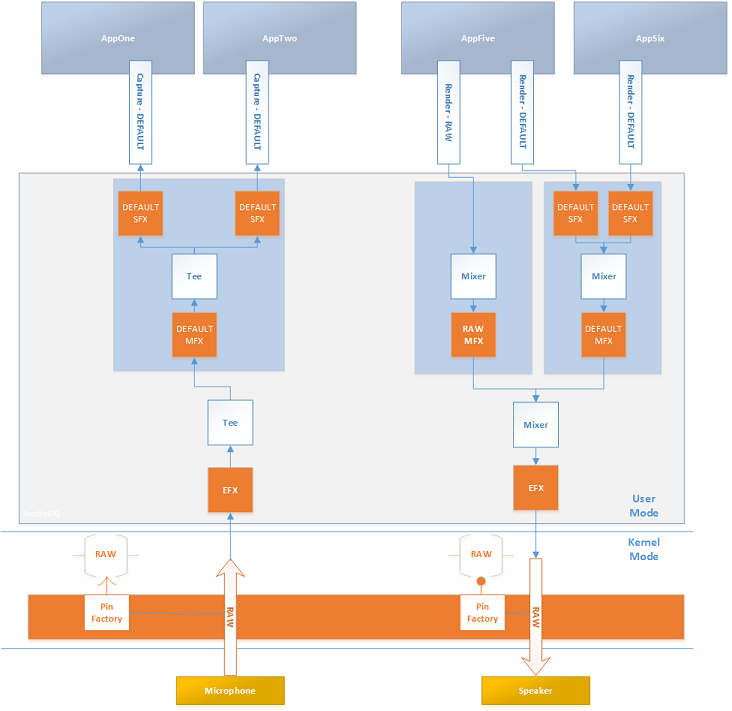 AppOne
AppTwo
AppFive
AppSix
Capture - DEFAULT
Capture - DEFAULT
Render - RAW
Render - DEFAULT
Render - DEFAULT
DEFAULT
SFX
DEFAULT
SFX
DEFAULT
SFX
DEFAULT
SFX
Tee
Mixer
Mixer
DEFAULT
MFX
RAW
MFX
DEFAULT
MFX
Tee
Mixer
EFX
EFX
AudioDG
User
Mode
Kernel
Mode
RAW
RAW
Pin
Factory
RAW
Pin
Factory
RAW
Microphone
Speaker